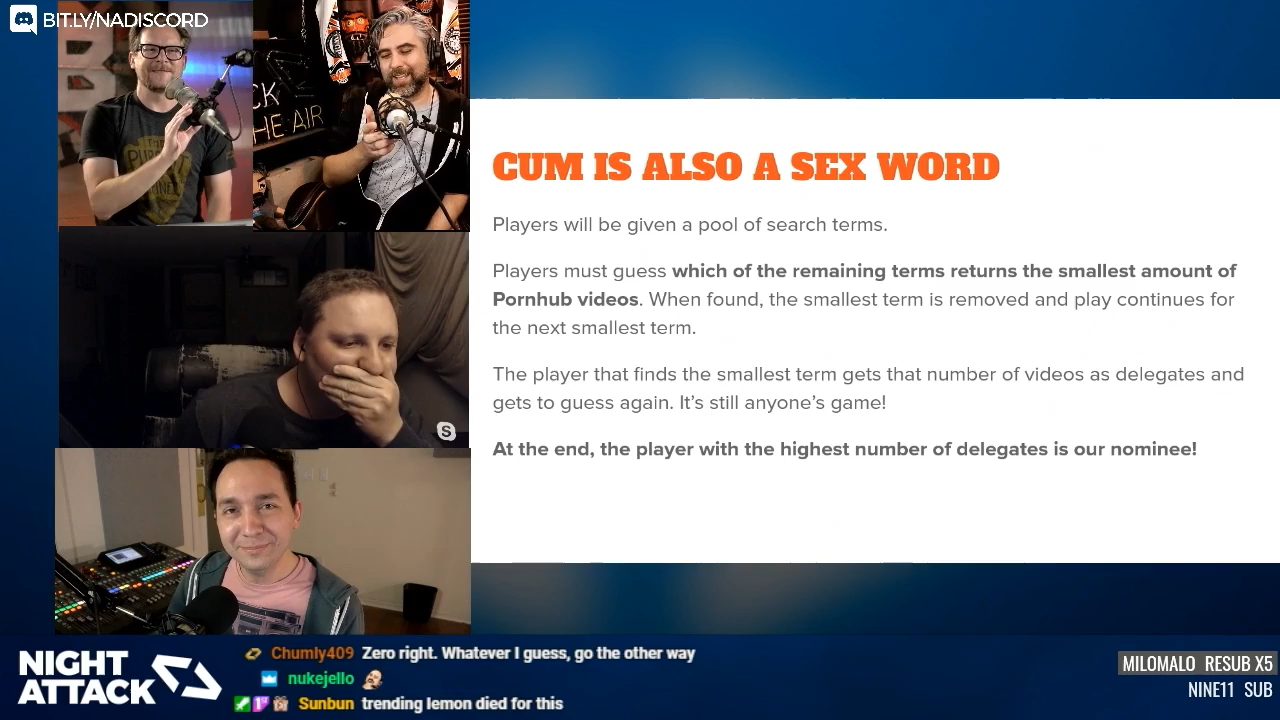 BIT.LY/NADISCORD
CK
HE AIR
CUM IS ALSO A SEX WORD
Players will be given a pool of search terms.
Players must guess which of the remaining terms returns the smallest amount of
Pornhub videos. When found, the smallest term is removed and play continues for
the next smallest term.
The player that finds the smallest term gets that number of videos as delegates and
gets to guess again. It’s still anyone’s game!
At the end, the player with the highest number of delegates is our nominee!
NIGHT
ATTACK
Chumly409 Zero right. Whatever I guess, go the other way
nukejello
Sunbun trending lemon died for this
MILOMALO RESUB X5
NINE11 SUB